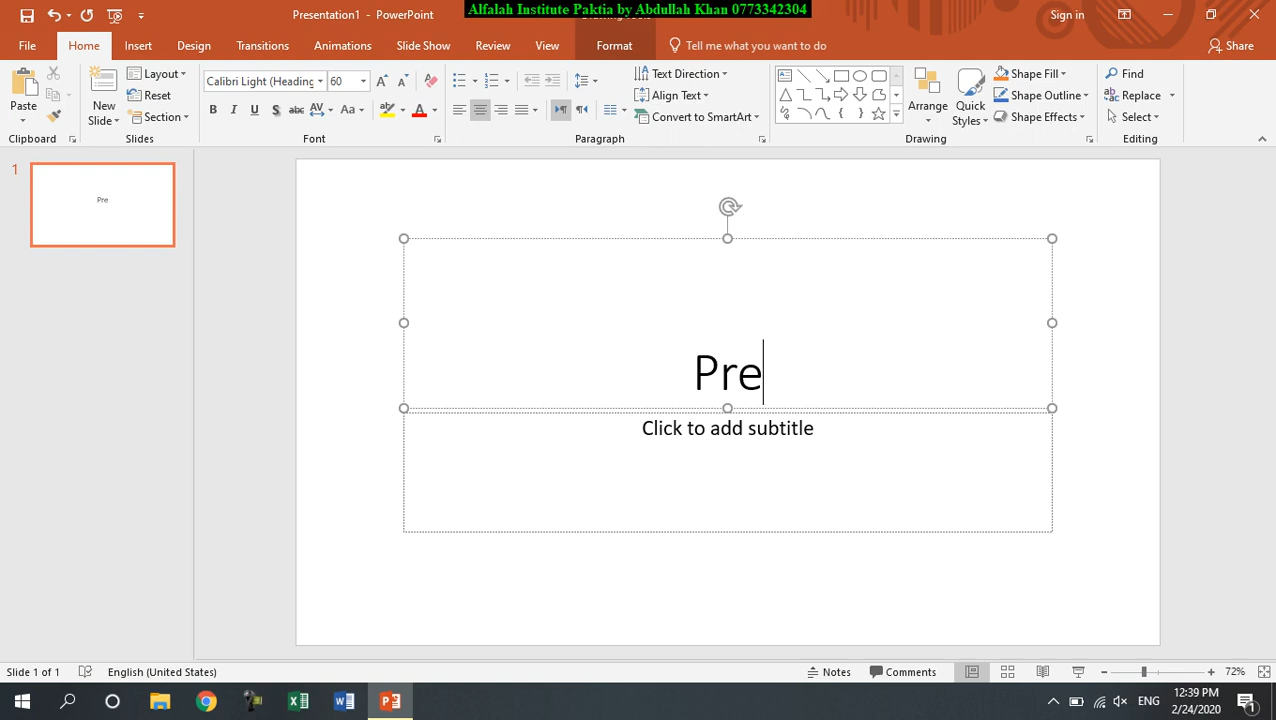 Alfalah Institute Paktia by Abdullah Khan 0773342304
Presentation1 - PowerPoint
Sign in
File
Home
Insert
Design
Transitions
Animations
Slide Show
Review
View
Format
Tell me what you want to do
Share
Paste
New
Slide
Layout
Reset
Section
Calibri Light (Heading
60
B I U S abc AV Aa A
Text Direction
Align Text
Convert to SmartArt
Arrange
Quick
Styles
Shape Fill
Shape Outline
Shape Effects
Find
Replace
Select
Clipboard
Slides
Font
Paragraph
Drawing
Editing
1
Pre
Pre
Click to add subtitle
Slide 1 of 1
English (United States)
Notes
Comments
72%
ENG
12:39 PM
2/24/2020
1